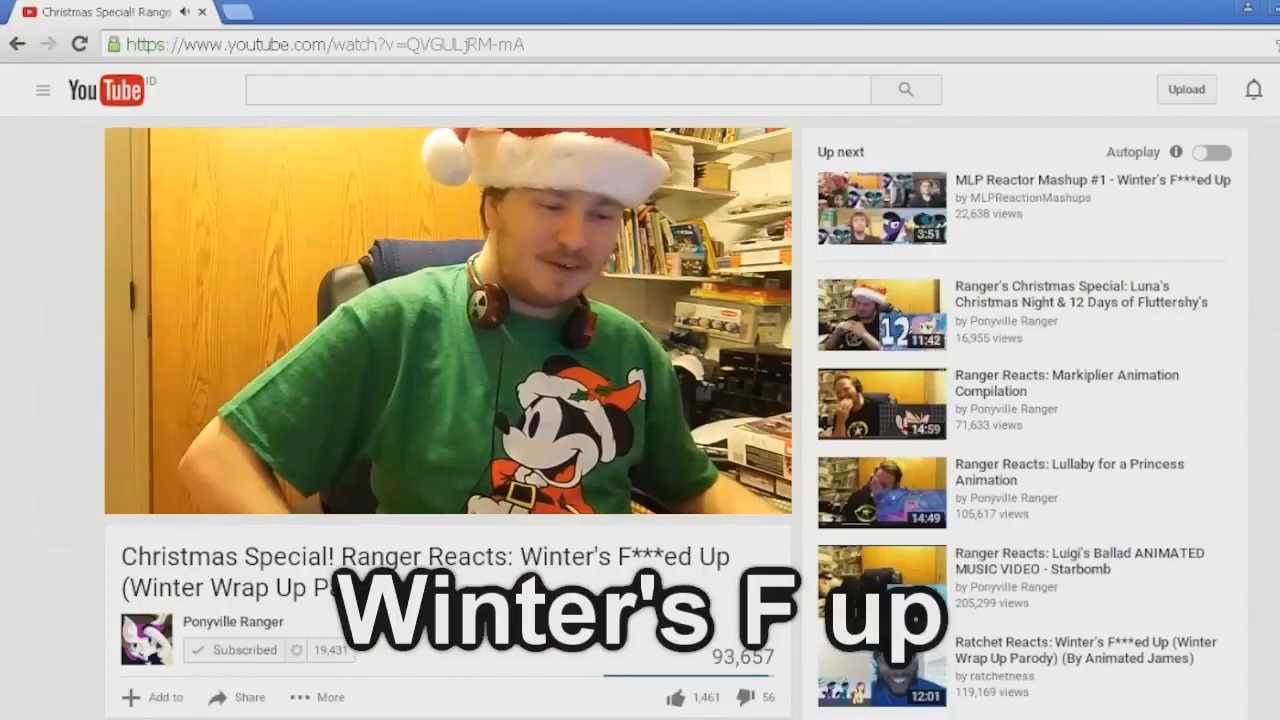 Christmas Special! Ranger
https://www.youtube.com/watch?v=QVGULjRM-mA
YouTube ID
Upload
Up next
Autoplay
MLP Reactor Mashup #1 - Winter's F***ed Up
by MLPReactionMashups
22,638 views
3:51
Ranger's Christmas Special: Luna's
Christmas Night & 12 Days of Fluttershy's
by Ponyville Ranger
16,955 views
12
11:42
Ranger Reacts: Markiplier Animation
Compilation
by Ponyville Ranger
71,633 views
14:59
Ranger Reacts: Lullaby for a Princess
Animation
by Ponyville Ranger
105,617 views
14:49
Ranger Reacts: Luigi's Ballad ANIMATED
MUSIC VIDEO - Starbomb
by Ponyville Ranger
205,299 views
Ratchet Reacts: Winter's F***ed Up (Winter
Wrap Up Parody) (By Animated James)
by ratchetness
119,169 views
12:01
Christmas Special! Ranger Reacts: Winter's F***ed Up
(Winter Wrap Up
Winter's F up
Ponyville Ranger
Subscribed
19,431
93,657
Add to
Share
More
1,461
56